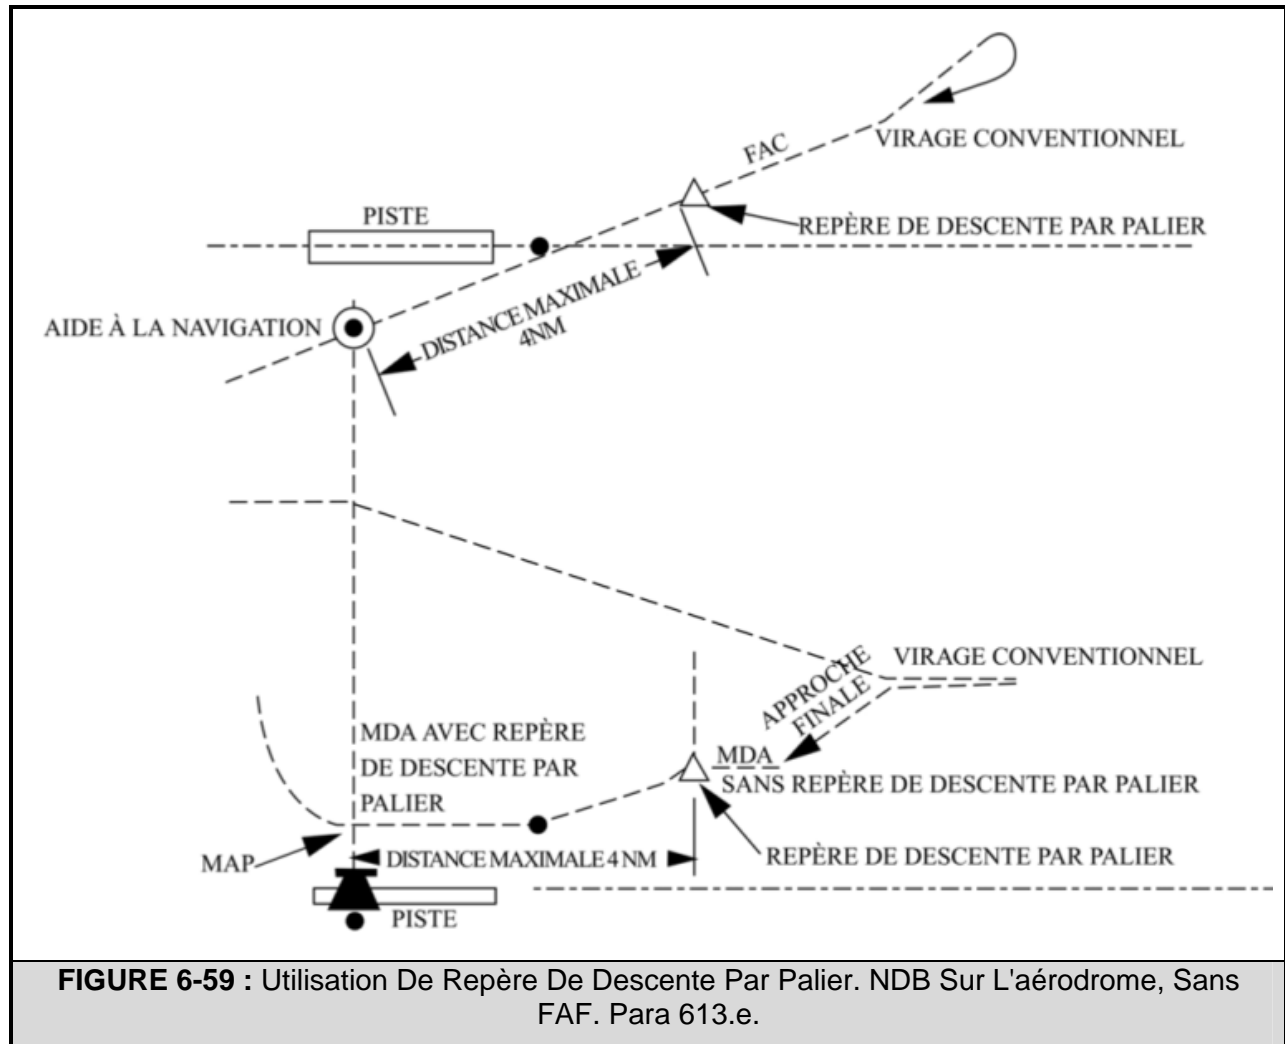 FAC
VIRAGE CONVENTIONNEL
PISTE
REPÈRE DE DESCENTE PAR PALIER
AIDE À LA NAVIGATION
DISTANCE MAXIMALE
4NM
VIRAGE CONVENTIONNEL
APPROCHE
FINALE
MDA AVEC REPÈRE
DE DESCENTE PAR
PALIER
MDA
SANS REPÈRE DE DESCENTE PAR PALIER
MAP
DISTANCE MAXIMALE 4 NM
REPÈRE DE DESCENTE PAR PALIER
PISTE
FIGURE 6-59 : Utilisation De Repère De Descente Par Palier. NDB Sur L'aérodrome, Sans
FAF. Para 613.e.